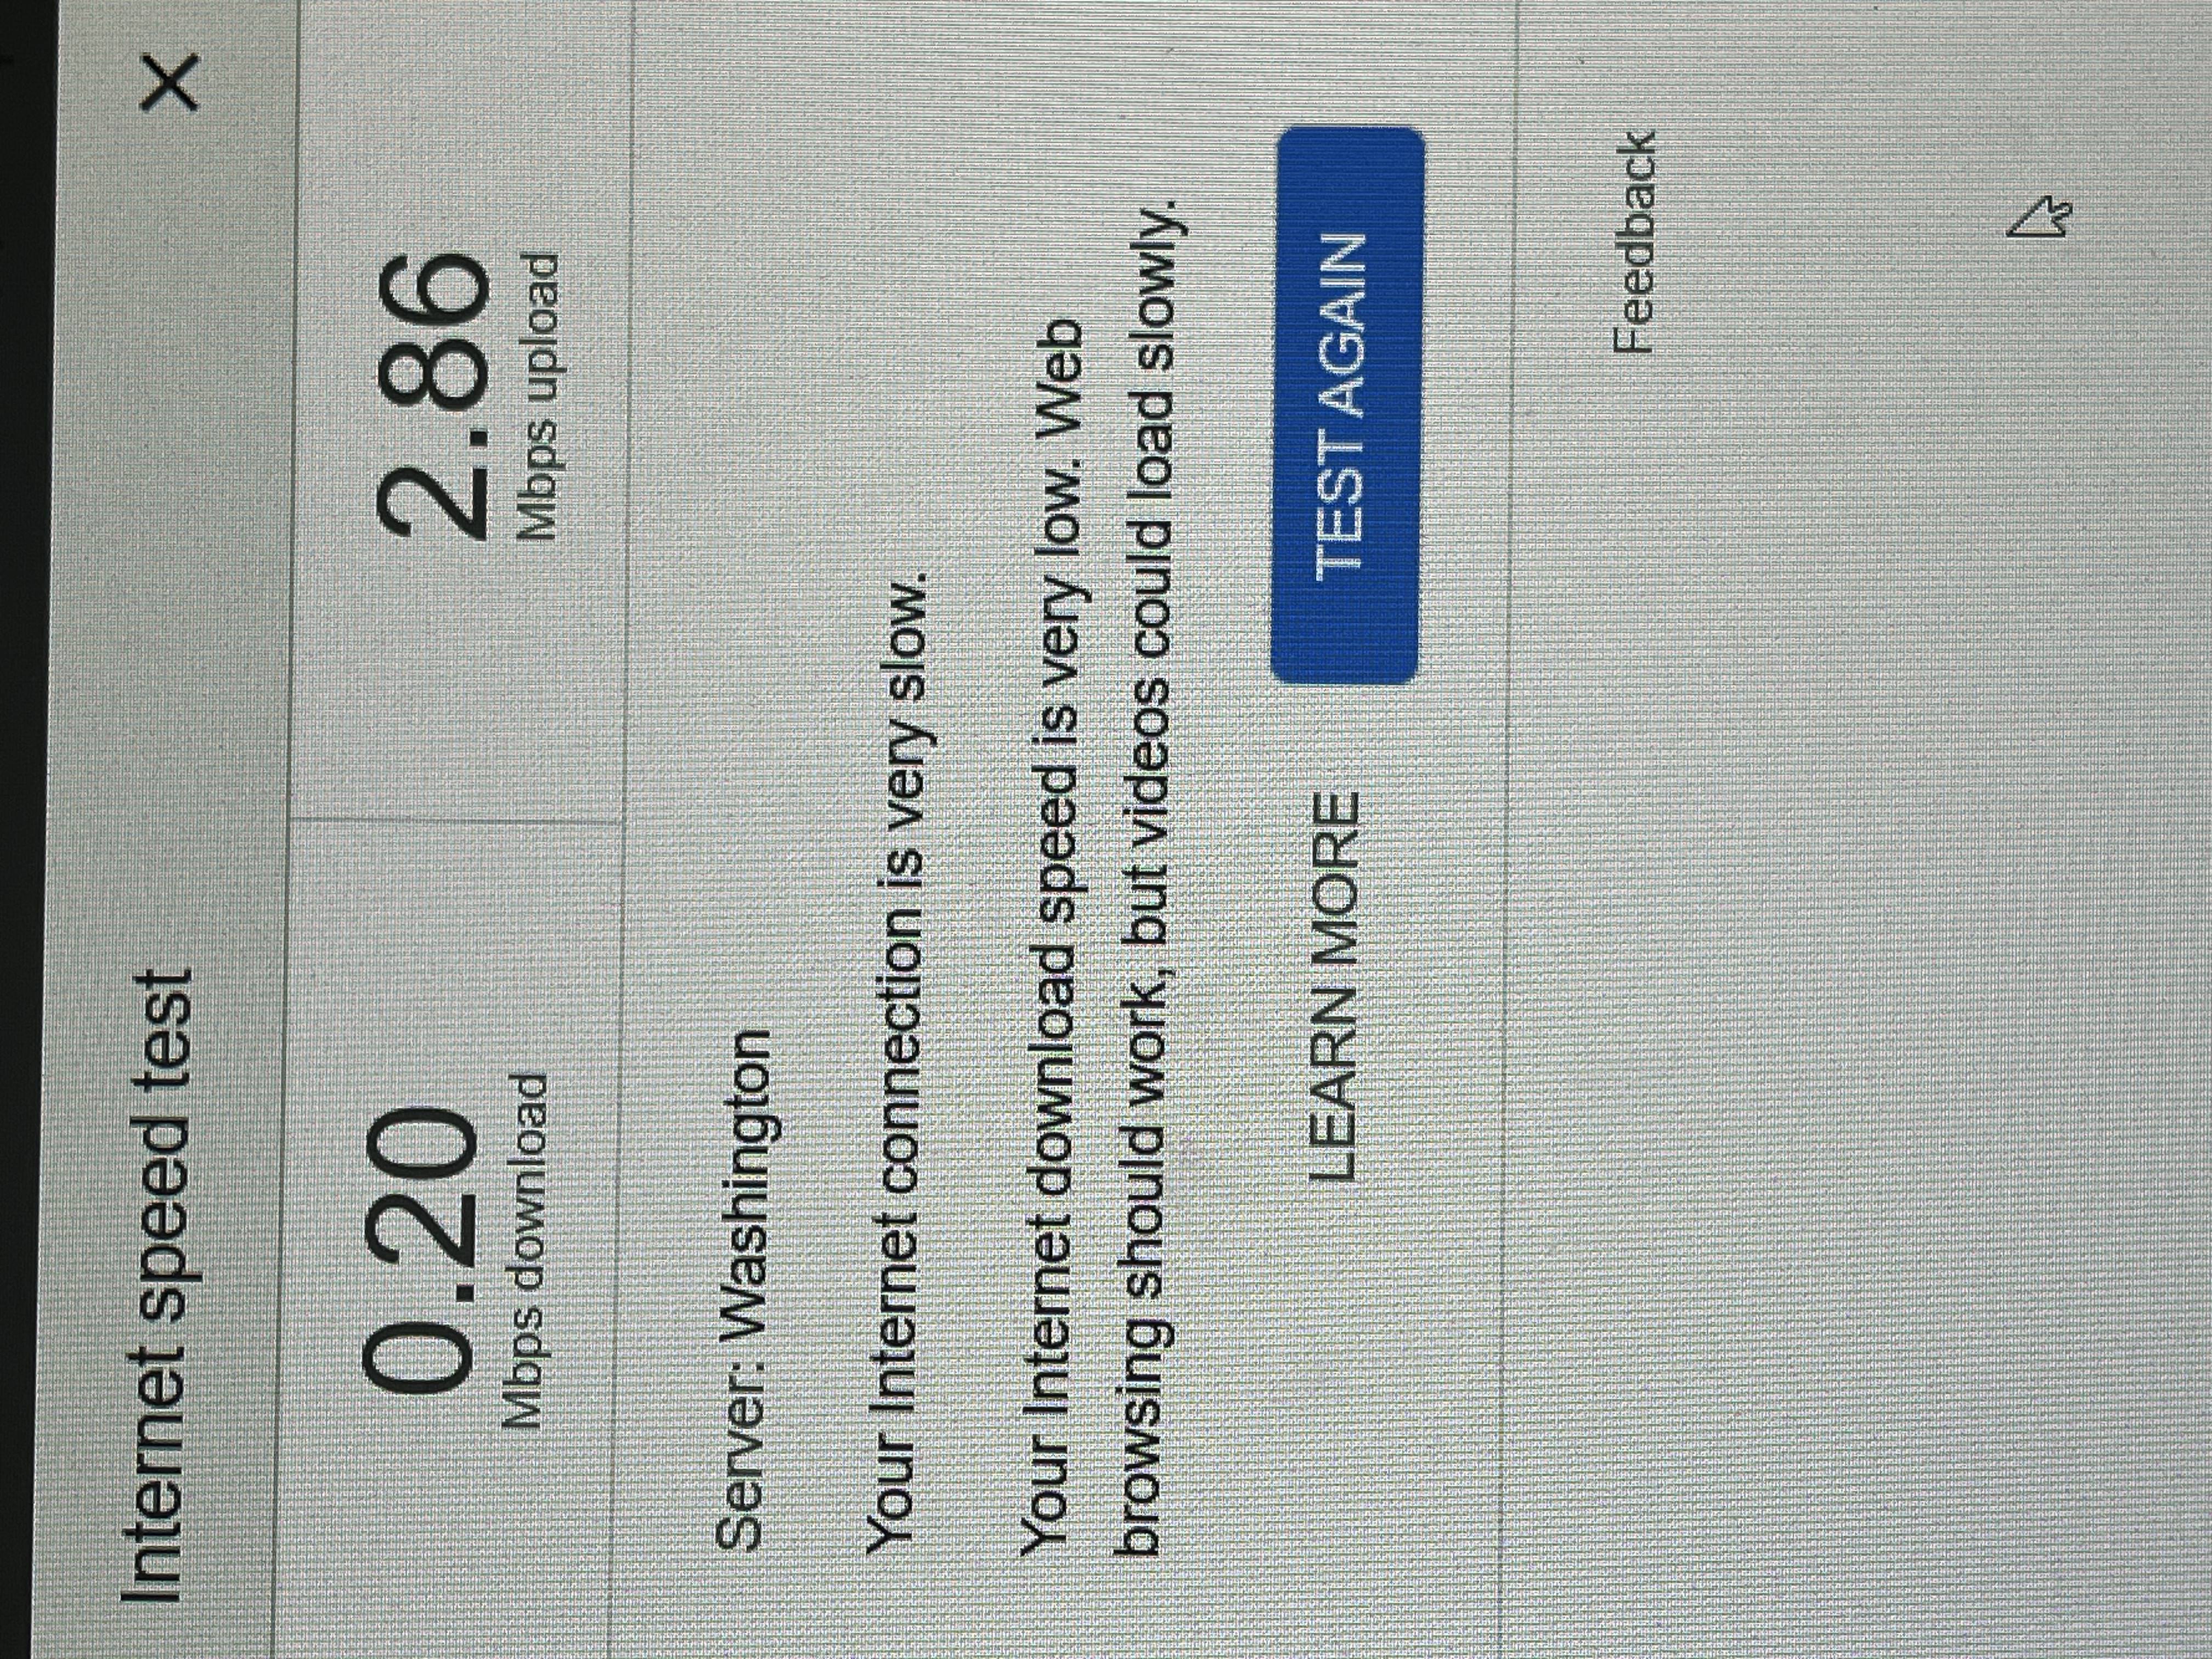 Internet speed test
0.20
Mbps download
2.86
Mbps upload
Server: Washington
Your Internet connection is very slow.
Your Internet download speed is very low. Web
browsing should work, but videos could load slowly.
LEARN MORE
TEST AGAIN
Feedback